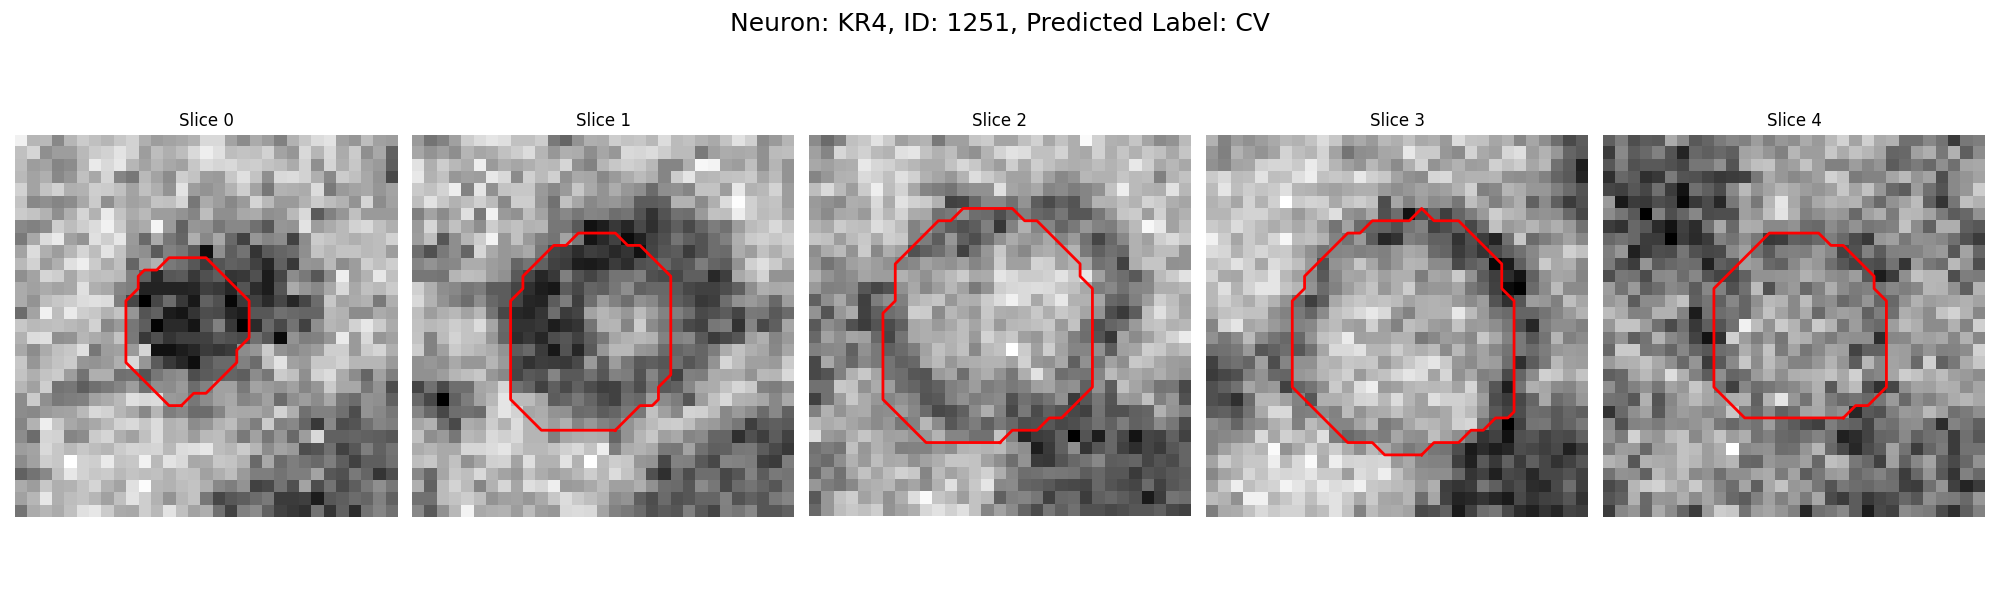 Neuron: KR4, ID: 1251, Predicted Label: CV
Slice 0
Slice 1
Slice 2
Slice 3
Slice 4